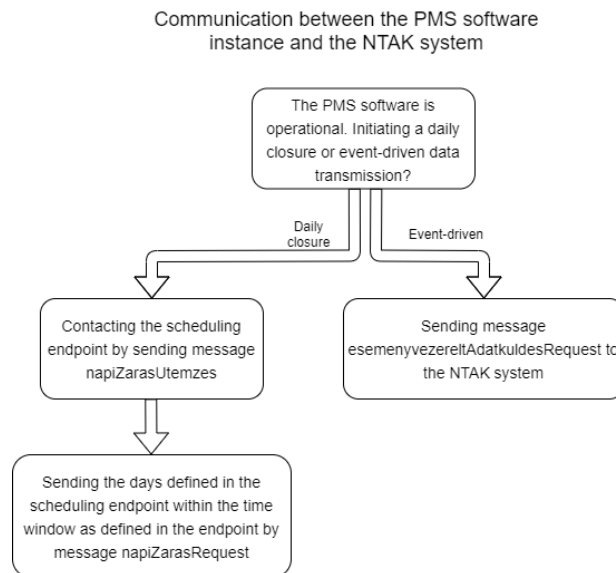 Communication between the PMS software
instance and the NTAK system
The PMS software is
operational. Initiating a daily
closure or event-driven data
transmission?
Daily
closure
Event-driven
Contacting the scheduling
endpoint by sending message
napiZarasUtemzes
Sending message
esemenyvezereltAdatkuldesRequest to
the NTAK system
Sending the days defined in the
scheduling endpoint within the time
window as defined in the endpoint by
message napiZarasRequest